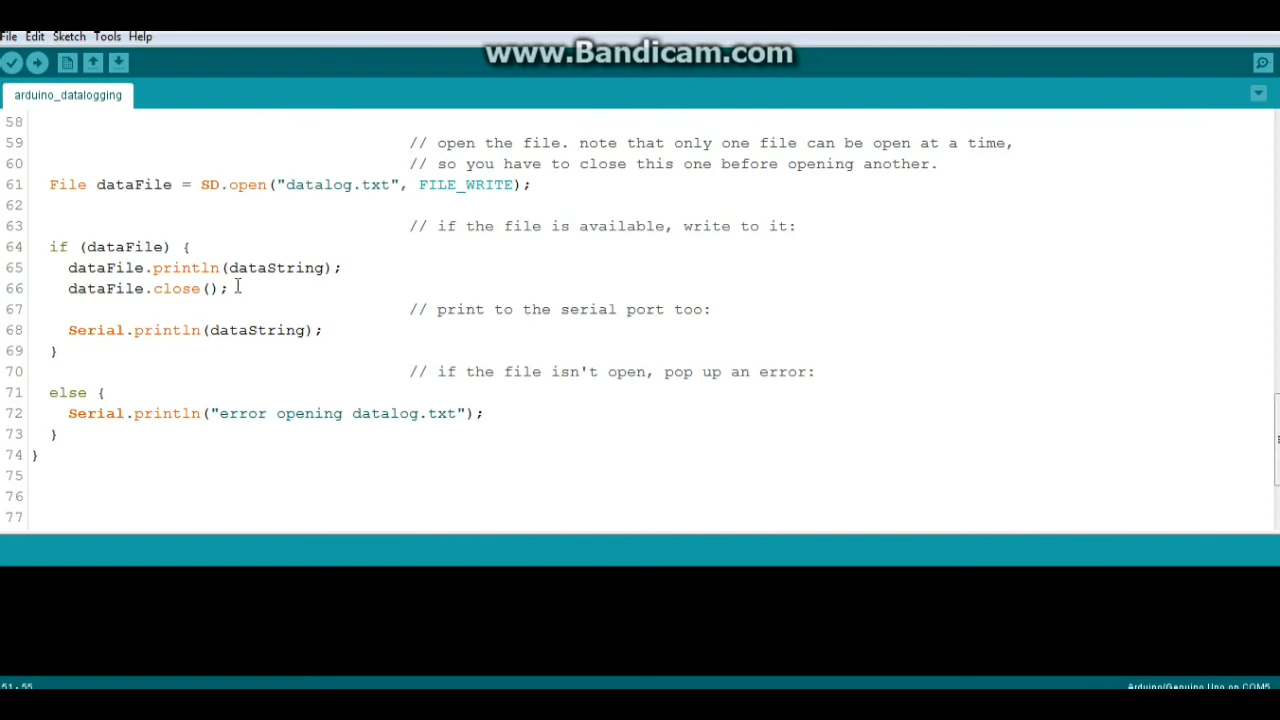 www.Bandicam.com
File Edit Sketch Tools Help
arduino_datalogging
58
59 // open the file. note that only one file can be open at a time,
60 // so you have to close this one before opening another.
61 File dataFile = SD.open("datalog.txt", FILE_WRITE);
62
63 // if the file is available, write to it:
64 if (dataFile) {
65 dataFile.println(dataString);
66 dataFile.close();
67 // print to the serial port too:
68 Serial.println(dataString);
69 }
70 // if the file isn't open, pop up an error:
71 else {
72 Serial.println("error opening datalog.txt");
73 }
74 }
75
76
77
51 - 55 Arduino/Genuino Uno on COM5